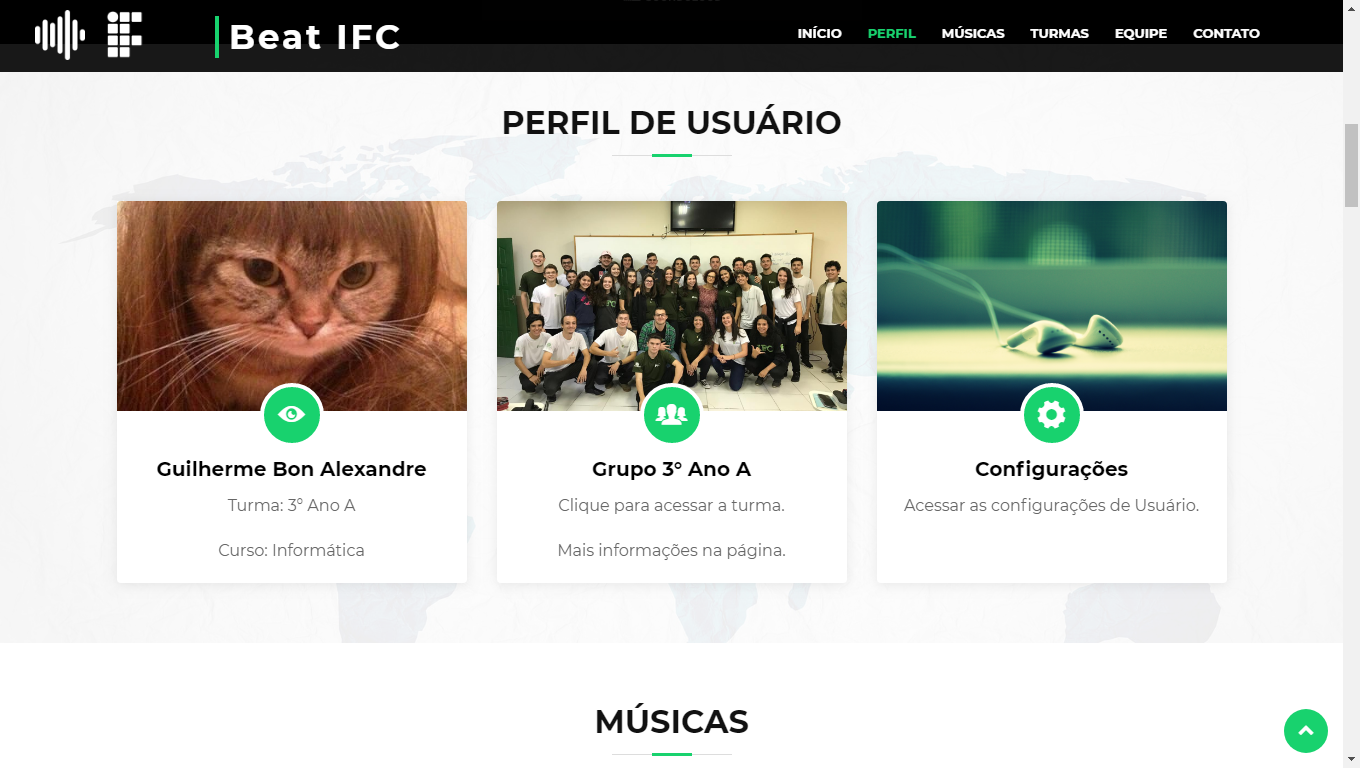 Beat IFC
INÍCIO PERFIL MÚSICAS TURMAS EQUIPE CONTATO
PERFIL DE USUÁRIO
Guilherme Bon Alexandre
Turma: 3° Ano A
Curso: Informática
Grupo 3° Ano A
Clique para acessar a turma.
Mais informações na página.
Configurações
Acessar as configurações de Usuário.
MÚSICAS